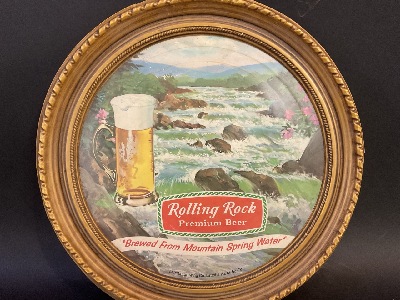 Rolling Rock
Premium Beer
"Brewed From Mountain Spring Water"